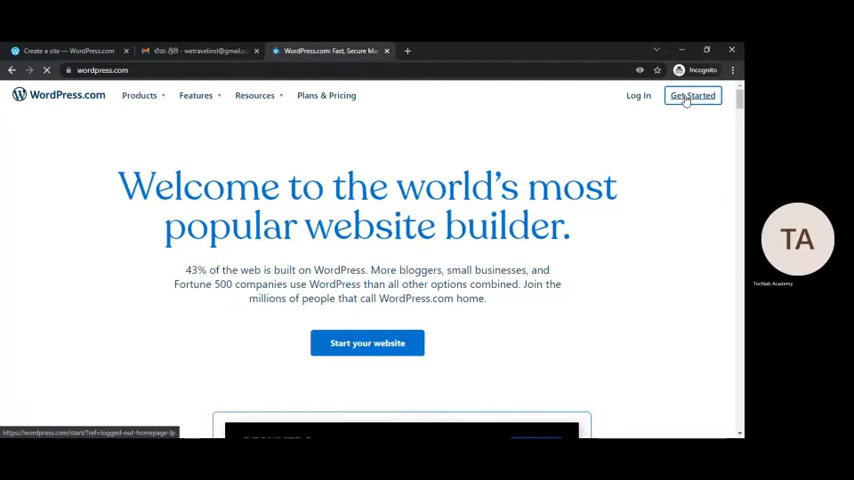 Create a site — WordPress.com
wetravelinsl@gmail.c
WordPress.com: Fast, Secure Ma
wordpress.com
Incognito
WordPress.com
Products
Features
Resources
Plans & Pricing
Log In
Get Started
Welcome to the world's most
popular website builder.
43% of the web is built on WordPress. More bloggers, small businesses, and
Fortune 500 companies use WordPress than all other options combined. Join the
millions of people that call WordPress.com home.
Start your website
TA
Techlab Academy
https://wordpress.com/start/?ref=logged-out-homepage-lp